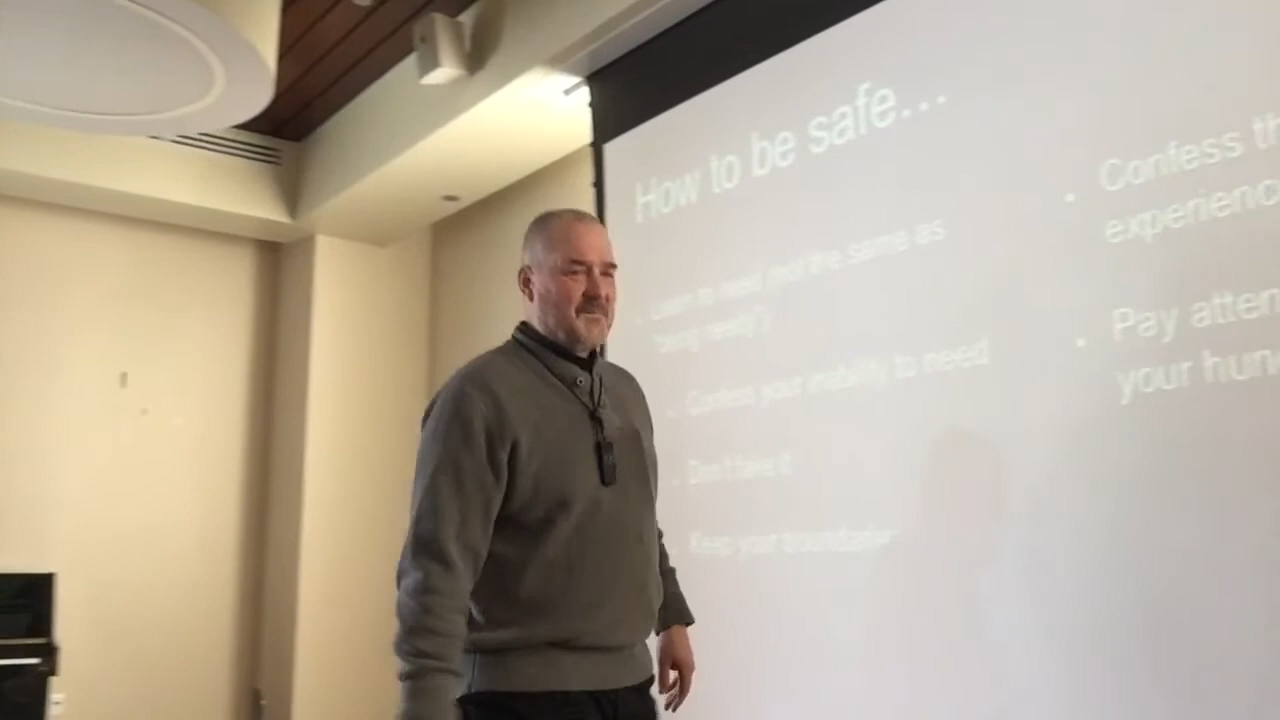 How to be safe...
Learn to need (not the same as
being needy!)
Confess your inability to need
Don't fake it
Keep your boundaries
Confess th
experienc
Pay atten
your hun